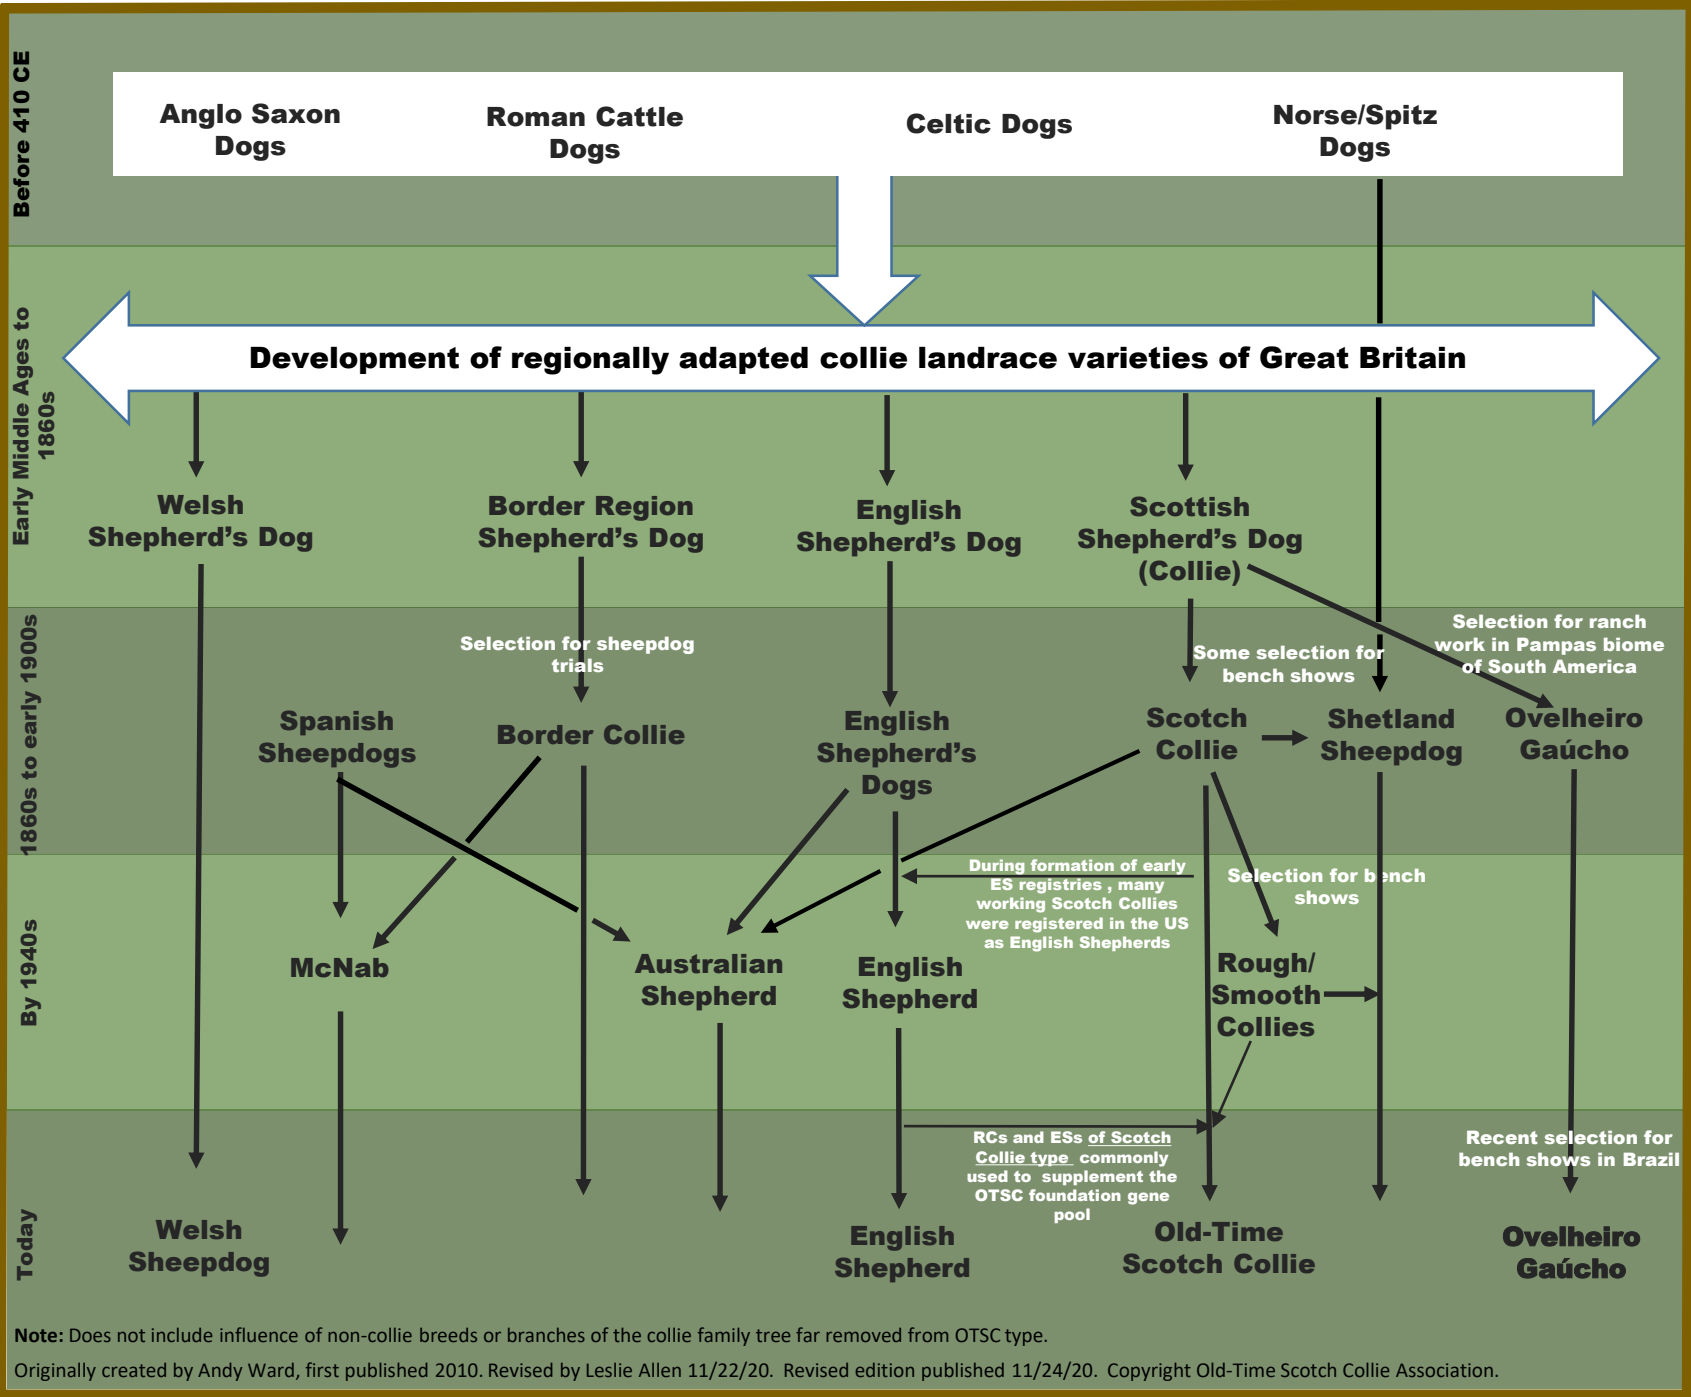 Before 410 CE
Anglo Saxon
Dogs
Roman Cattle
Dogs
Celtic Dogs
Norse/Spitz
Dogs
Early Middle Ages to
1860s
Development of regionally adapted collie landrace varieties of Great Britain
Welsh
Shepherd’s Dog
Border Region
Shepherd’s Dog
English
Shepherd’s Dog
Scottish
Shepherd’s Dog
(Collie)
1860s to early 1900s
Selection for sheepdog
trials
Some selection for
bench shows
Selection for ranch
work in Pampas biome
of South America
Spanish
Sheepdogs
Border Collie
English
Shepherd’s
Dogs
Scotch
Collie
Shetland
Sheepdog
Ovelheiro
Gaúcho
By 1940s
During formation of early
ES registries , many
working Scotch Collies
were registered in the US
as English Shepherds
Selection for bench
shows
McNab
Australian
Shepherd
English
Shepherd
Rough/
Smooth
Collies
Today
RCs and ESs of Scotch
Collie type commonly
used to supplement the
OTSC foundation gene
pool
Recent selection for
bench shows in Brazil
Welsh
Sheepdog
English
Shepherd
Old-Time
Scotch Collie
Ovelheiro
Gaúcho
Note: Does not include influence of non-collie breeds or branches of the collie family tree far removed from OTSC type.
Originally created by Andy Ward, first published 2010. Revised by Leslie Allen 11/22/20. Revised edition published 11/24/20. Copyright Old-Time Scotch Collie Association.